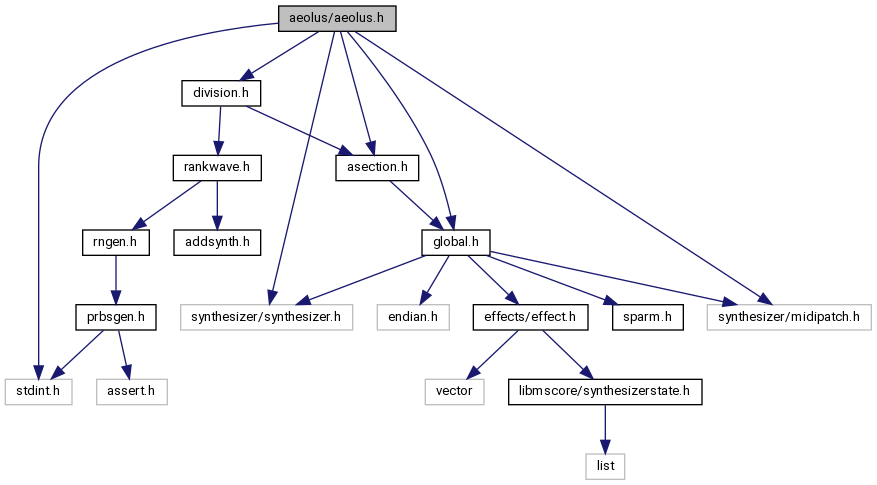 aeolus/aeolus.h
division.h
rankwave.h
asection.h
rngen.h
addsynth.h
global.h
prbsgen.h
synthesizer/synthesizer.h
endian.h
effects/effect.h
sparm.h
synthesizer/midipatch.h
stdint.h
assert.h
vector
libmscore/synthesizerstate.h
list